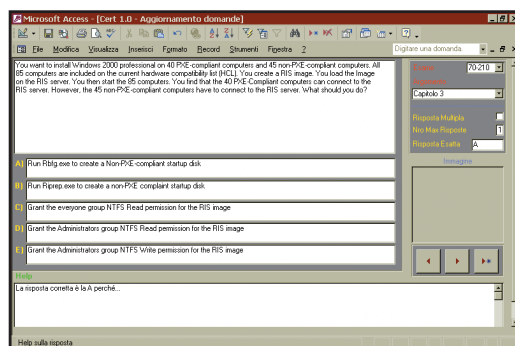 Microsoft Access - [Cert 1.0 - Aggiornamento domande]
File Modifica Visualizza Inserisci Formato Record Strumenti Finestra ? Digitare una domanda.
You want to install Windows 2000 professional on 40 PXE-compliant computers and 45 non-PXE-compliant computers. All
85 computers are included on the current hardware compatibility list (HCL). You create a RIS image. You load the Image
on the RIS server. You then start the 85 computers. You find that the 40 PXE-Compliant computers can connect to the
RIS server. However, the 45 non-PXE-compliant computers have to connect to the RIS server. What should you do?
70-210
Capitolo 3
Risposta Multipla
Nro Max Risposte 1
Risposta Esatta A
Immagine
A) Run Rbfg.exe to create a Non-PXE-compliant startup disk
B) Run Riprep.exe to create a non-PXE complaint startup disk
C) Grant the everyone group NTFS Read permission for the RIS image
D) Grant the Administrators group NTFS Read permission for the RIS image
E) Grant the Administrators group NTFS Write permission for the RIS image
Help
La risposta corretta é la A perché...
Help sulla risposta